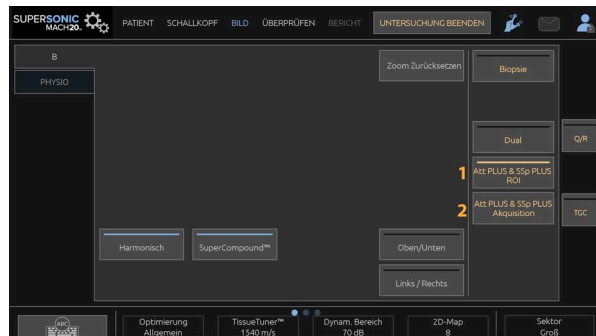 SUPERSONIC
MACH20
PATIENT SCHALLKOPF BILD ÜBERPRÜFEN BERICHT UNTERSUCHUNG BEENDEN
B
PHYSIO
Zoom Zurücksetzen
Biopsie
Dual
Q/R
1
Att PLUS & SSp PLUS
ROI
2
Att PLUS & SSp PLUS
Akquisition
TGC
Harmonisch
SuperCompound™
Oben/Unten
Links / Rechts
ABC
Optimierung
Allgemein
TissueTuner™
1540 m/s
Dynam. Bereich
70 dB
2D-Map
8
Sektor
Groß